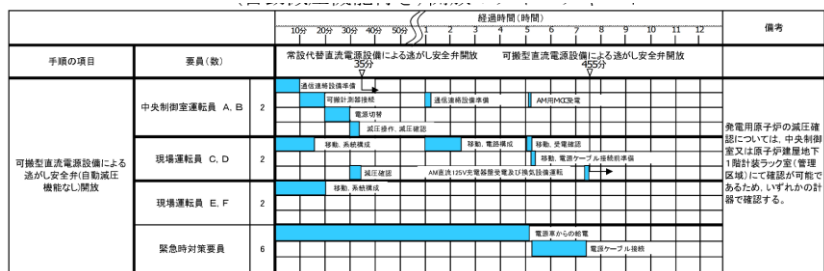 経過時間(時間)
備考
10分 20分 30分 40分 50分 1 2 3 4 5 6 7 8 9 10 11 12
手順の項目
要員(数)
常設代替直流電源設備による逃がし安全弁開放
可搬型直流電源設備による逃がし安全弁開放
35分
455分
可搬型直流電源設備による
逃がし安全弁(自動減圧
機能なし)開放
中央制御室運転員 A, B
2
通信連絡設備準備
可搬計測器接続
通信連絡設備準備
AM用MCC受電
電源切替
減圧操作, 減圧確認
現場運転員 C, D
2
移動, 系統構成
移動, 電源構成
移動, 受電確認
移動, 電源ケーブル接続前準備
減圧確認
AM直流125V充電器盤受電及び換気設備運転
現場運転員 E, F
2
移動, 系統構成
緊急時対策要員
6
電源車からの給電
電源ケーブル接続
発電用原子炉の減圧確
認については, 中央制御
室又は原子炉建屋地下
1階計装ラック室(管理
区域)にて確認が可能で
あるため, いずれかの計
器で確認する。